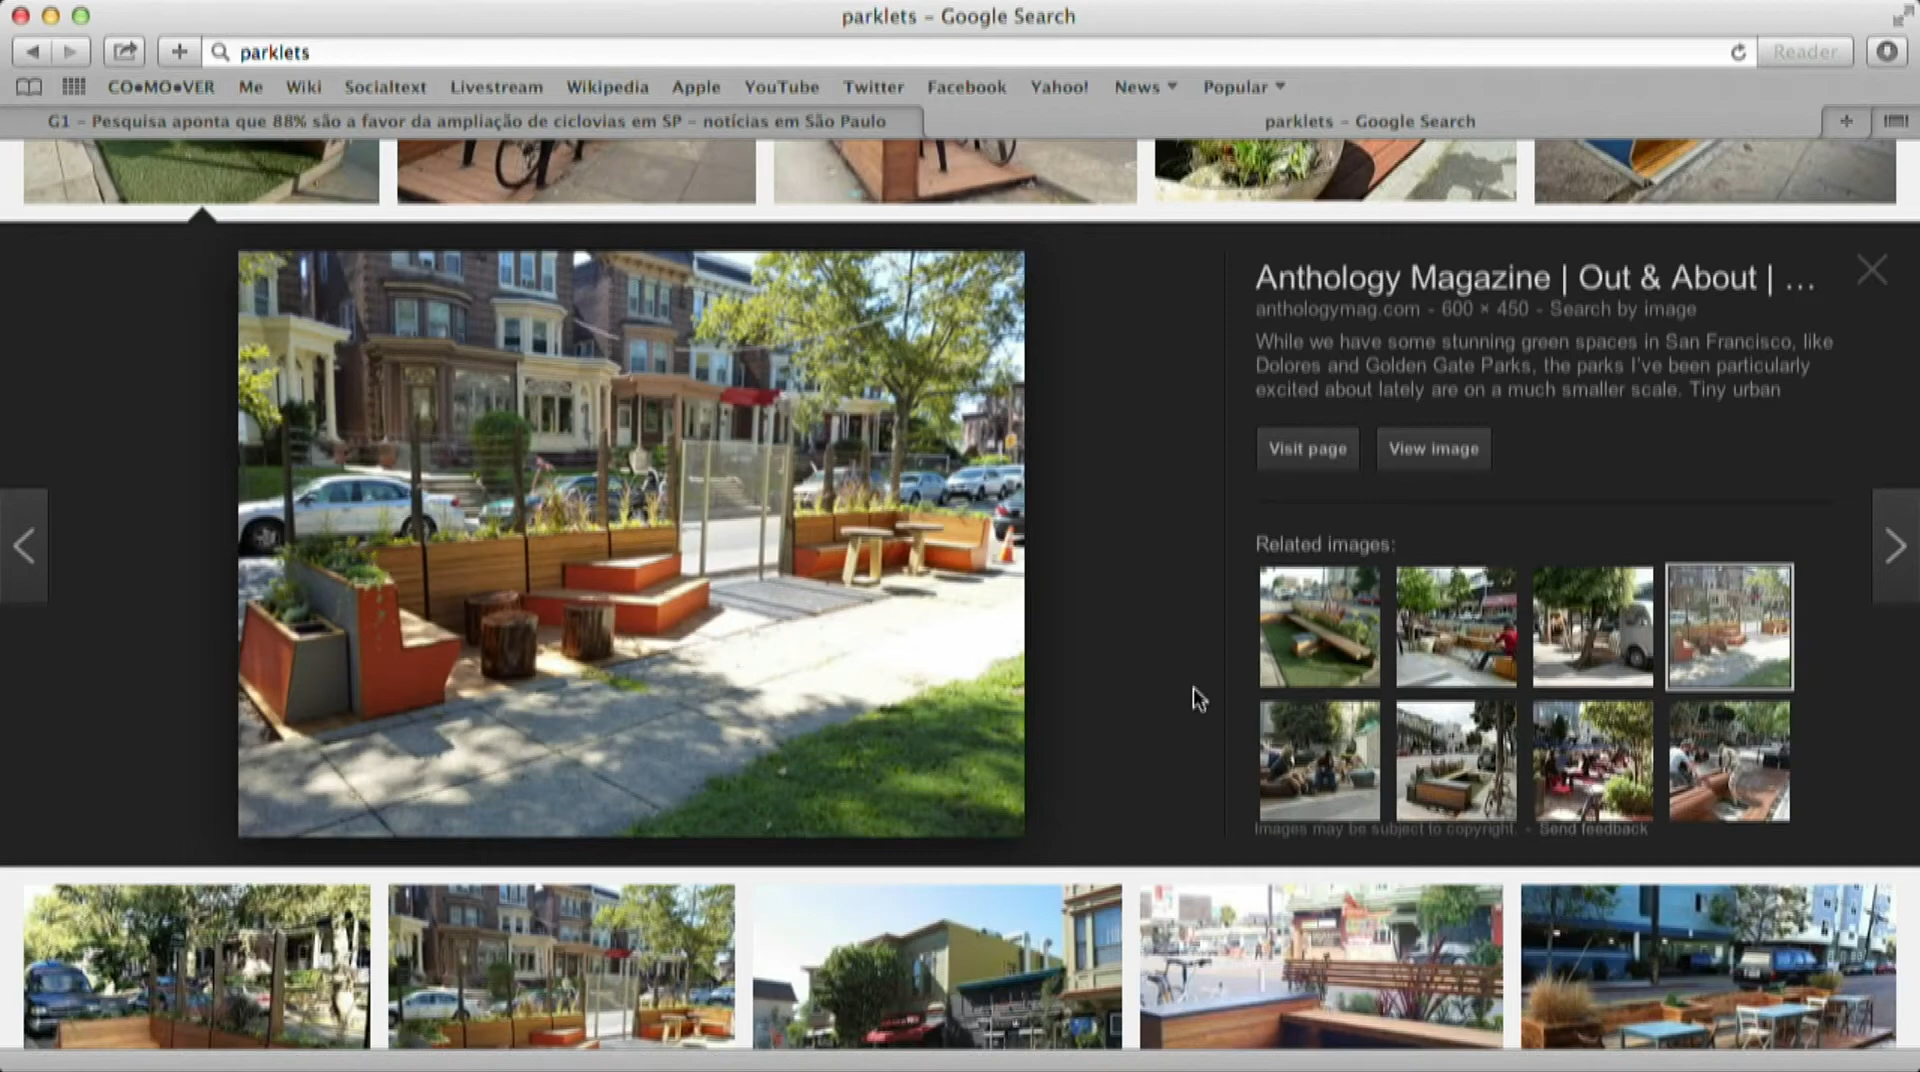 parklets – Google Search
parklets
Reader
CO•MO•VER Me Wiki Socialtext Livestream Wikipedia Apple YouTube Twitter Facebook Yahoo! News Popular
G1 – Pesquisa aponta que 88% são a favor da ampliação de ciclovias em SP – notícias em São Paulo
parklets – Google Search
Anthology Magazine | Out & About | ...
anthologymag.com - 600 × 450 - Search by image
While we have some stunning green spaces in San Francisco, like
Dolores and Golden Gate Parks, the parks I've been particularly
excited about lately are on a much smaller scale. Tiny urban
Visit page
View image
Related images:
Images may be subject to copyright. - Send feedback